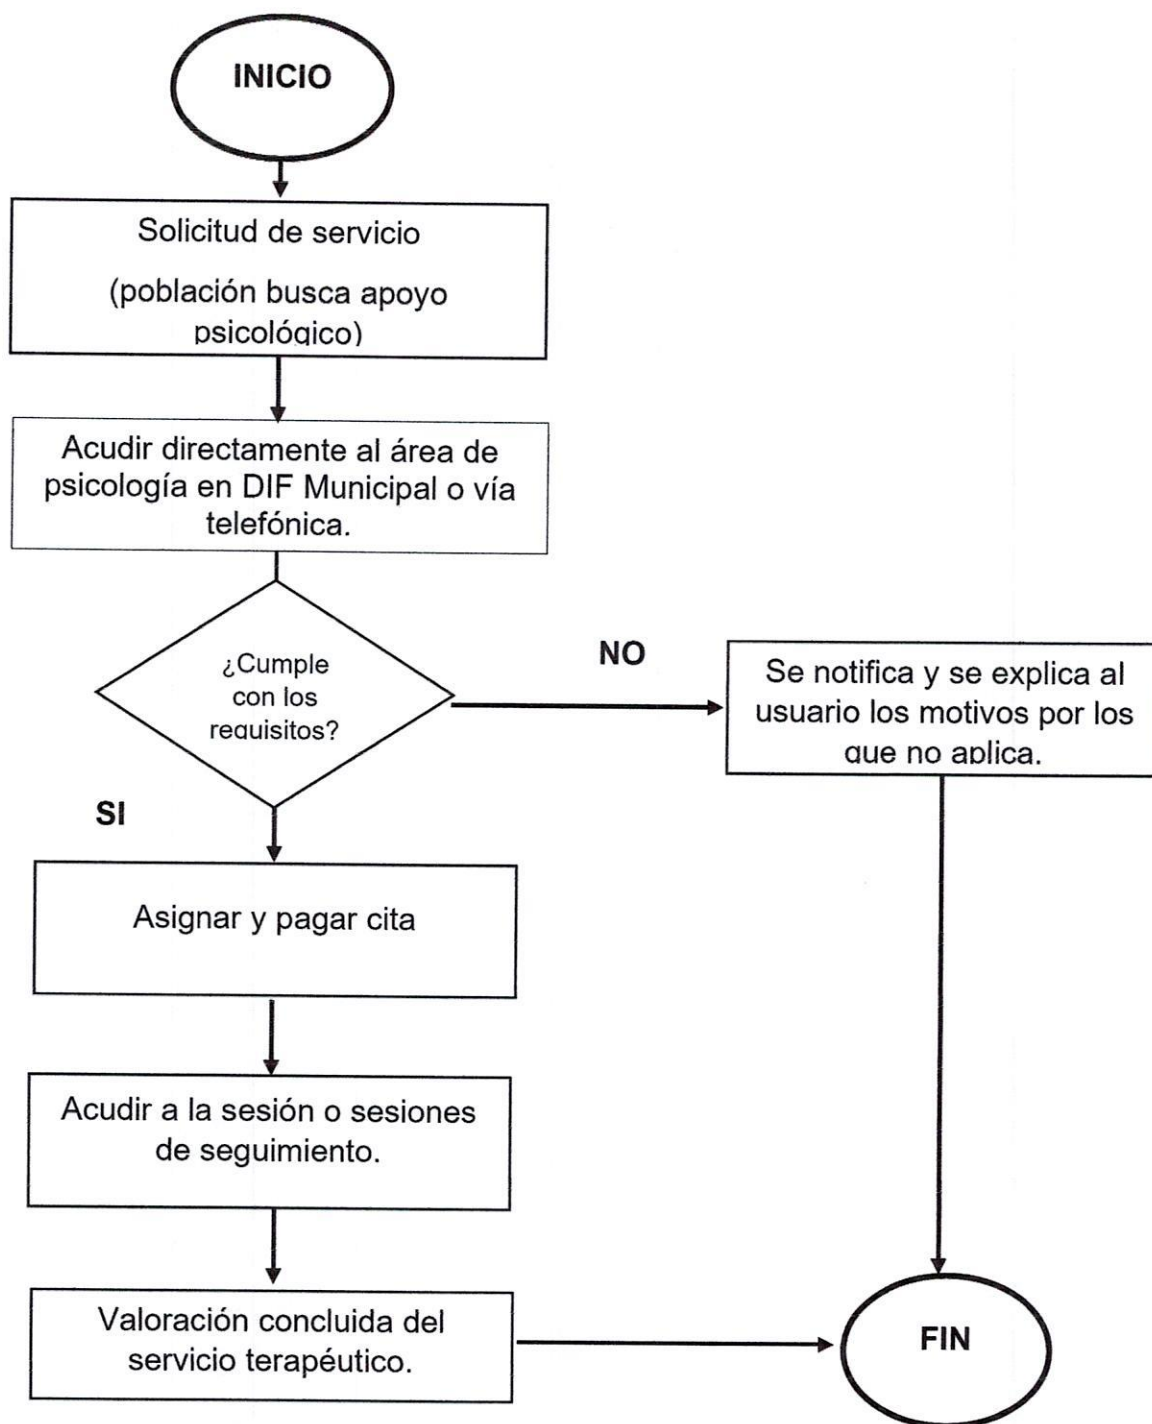 INICIO
Solicitud de servicio
(población busca apoyo
psicológico)
Acudir directamente al área de
psicología en DIF Municipal o vía
telefónica.
¿Cumple
con los
requisitos?
NO
Se notifica y se explica al
usuario los motivos por los
que no aplica.
SI
Asignar y pagar cita
Acudir a la sesión o sesiones
de seguimiento.
Valoración concluida del
servicio terapéutico.
FIN